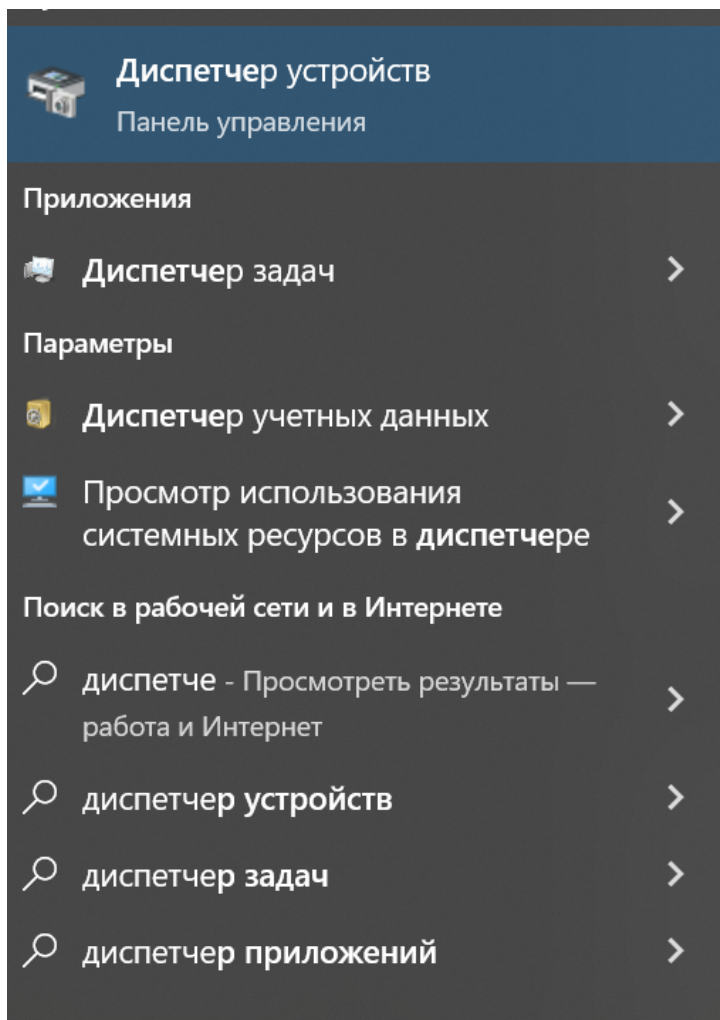 Диспетчер устройств
Панель управления
Приложения
Диспетчер задач
Параметры
Диспетчер учетных данных
Просмотр использования
системных ресурсов в диспетчере
Поиск в рабочей сети и в Интернете
диспетче - Просмотреть результаты —
работа и Интернет
диспетчер устройств
диспетчер задач
диспетчер приложений